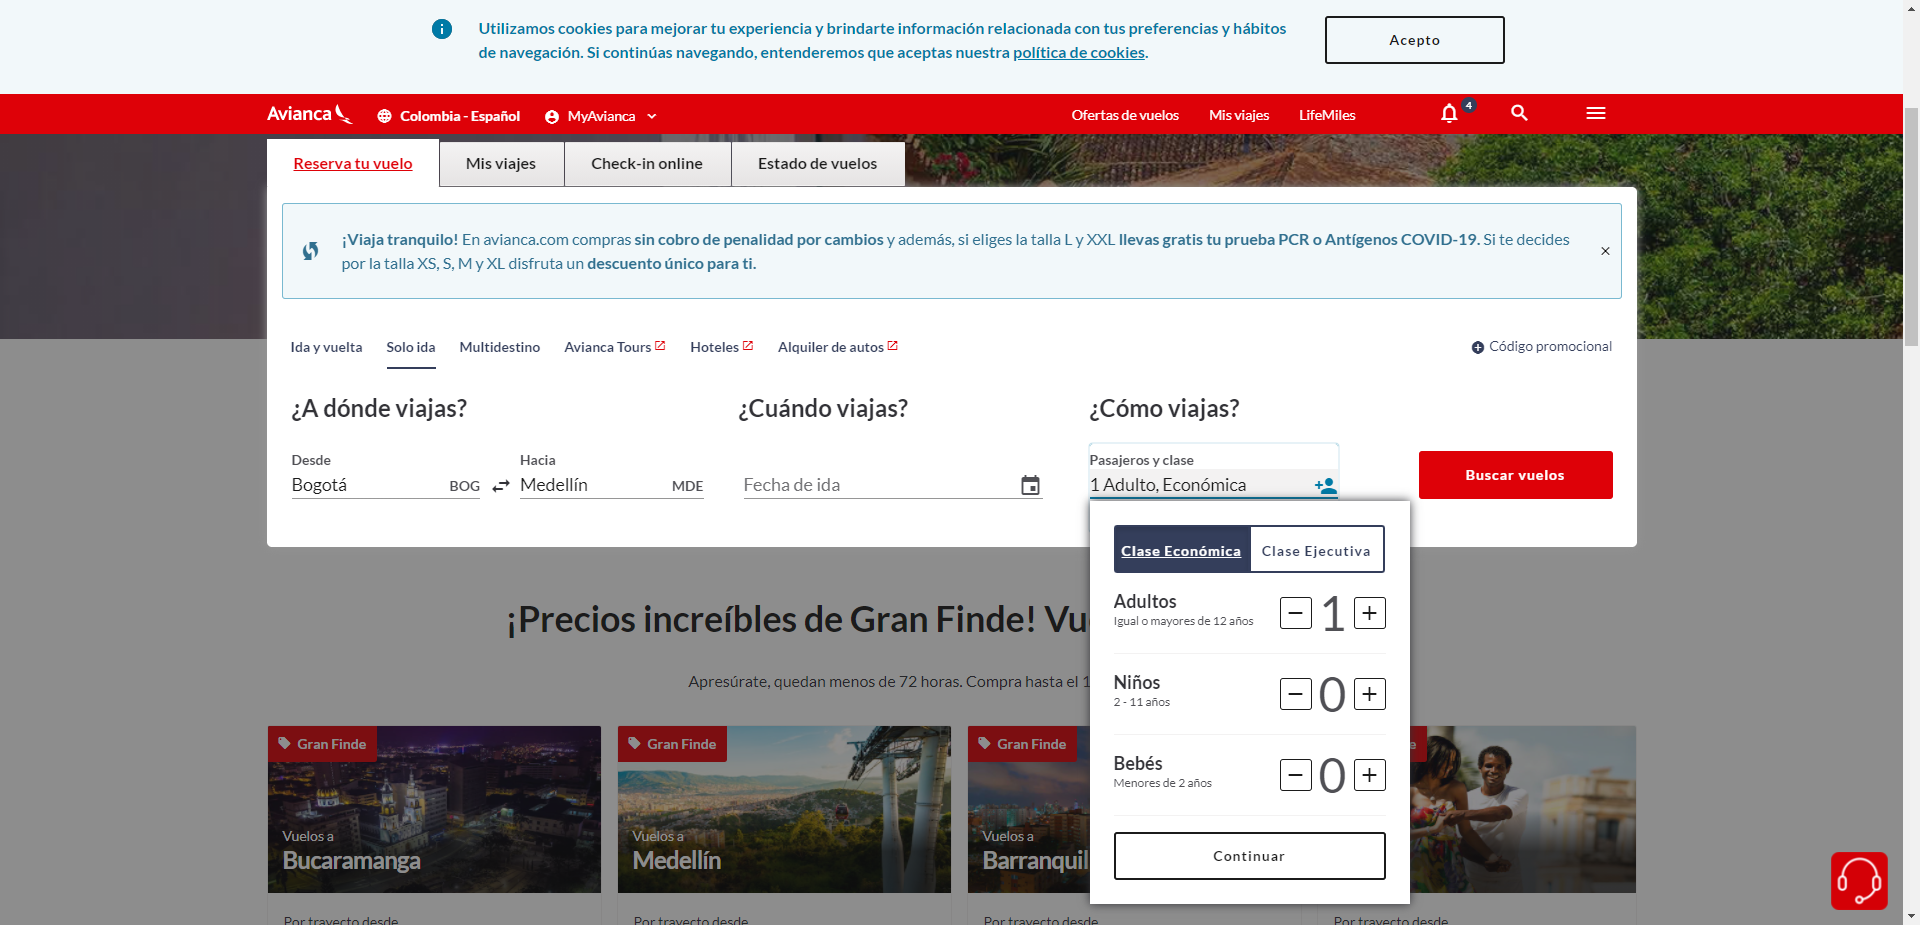 Utilizamos cookies para mejorar tu experiencia y brindarte información relacionada con tus preferencias y hábitos
de navegación. Si continúas navegando, entenderemos que aceptas nuestra política de cookies.
Acepto
Avianca
Colombia - Español
MyAvianca
Ofertas de vuelos
Mis viajes
LifeMiles
4
Reserva tu vuelo
Mis viajes
Check-in online
Estado de vuelos
¡Viaja tranquilo! En avianca.com compras sin cobro de penalidad por cambios y además, si eliges la talla L y XXL llevas gratis tu prueba PCR o Antígenos COVID-19. Si te decides
por la talla XS, S, M y XL disfruta un descuento único para ti.
Ida y vuelta
Solo ida
Multidestino
Avianca Tours
Hoteles
Alquiler de autos
Código promocional
¿A dónde viajas?
¿Cuándo viajas?
¿Cómo viajas?
Desde
Bogotá BOG
Hacia
Medellín MDE
Fecha de ida
Pasajeros y clase
1 Adulto, Económica
Buscar vuelos
Clase Económica
Clase Ejecutiva
Adultos
Igual o mayores de 12 años
1
Niños
2 - 11 años
0
Bebés
Menores de 2 años
0
Continuar
¡Precios increíbles de Gran Finde! Vu
Apresúrate, quedan menos de 72 horas. Compra hasta el 1
Gran Finde
Vuelos a
Bucaramanga
Por trayecto desde
Gran Finde
Vuelos a
Medellín
Por trayecto desde
Gran Finde
Vuelos a
Barranquil
Por trayecto desde
e
Por trayecto desde